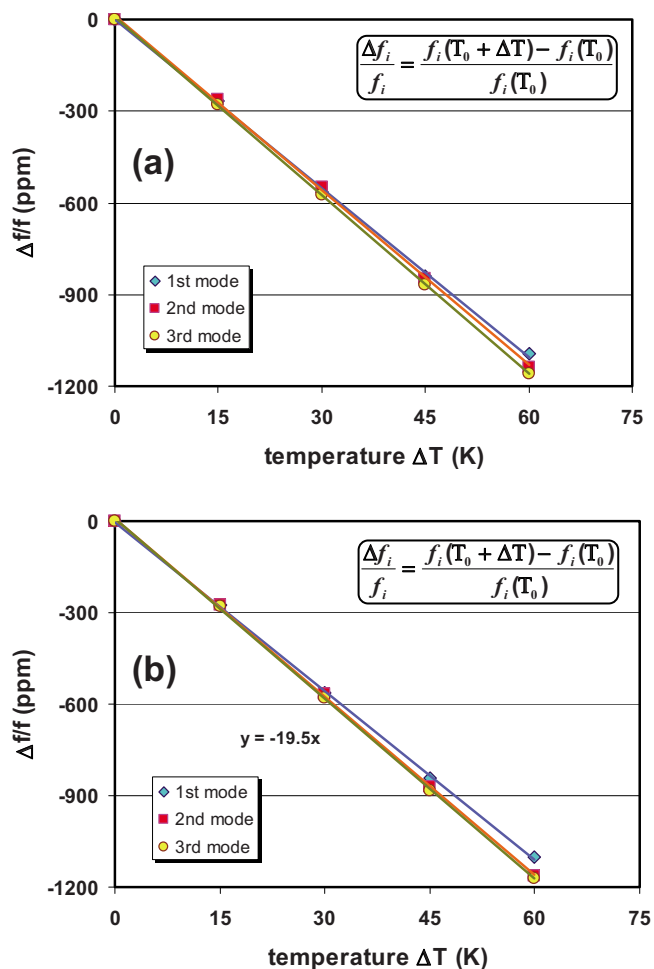 0
-300
-600
-900
-1200
Δf/f (ppm)
(a)
Δf_i/f_i = (f_i(T_0 + ΔT) − f_i(T_0))/f_i(T_0)
1st mode
2nd mode
3rd mode
0 15 30 45 60 75
temperature ΔT (K)
0
-300
-600
-900
-1200
Δf/f (ppm)
(b)
Δf_i/f_i = (f_i(T_0 + ΔT) − f_i(T_0))/f_i(T_0)
y = -19.5x
1st mode
2nd mode
3rd mode
0 15 30 45 60 75
temperature ΔT (K)